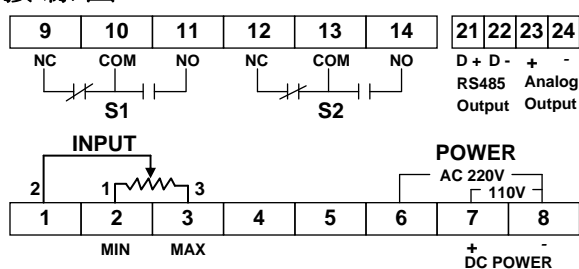 9 10 11 12 13 14 21 22 23 24
NC COM NO NC COM NO D + D - + -
RS485 Analog
S1 S2 Output Output
INPUT POWER
AC 220V
2 1 3 110V
1 2 3 4 5 6 7 8
MIN MAX + -
DC POWER